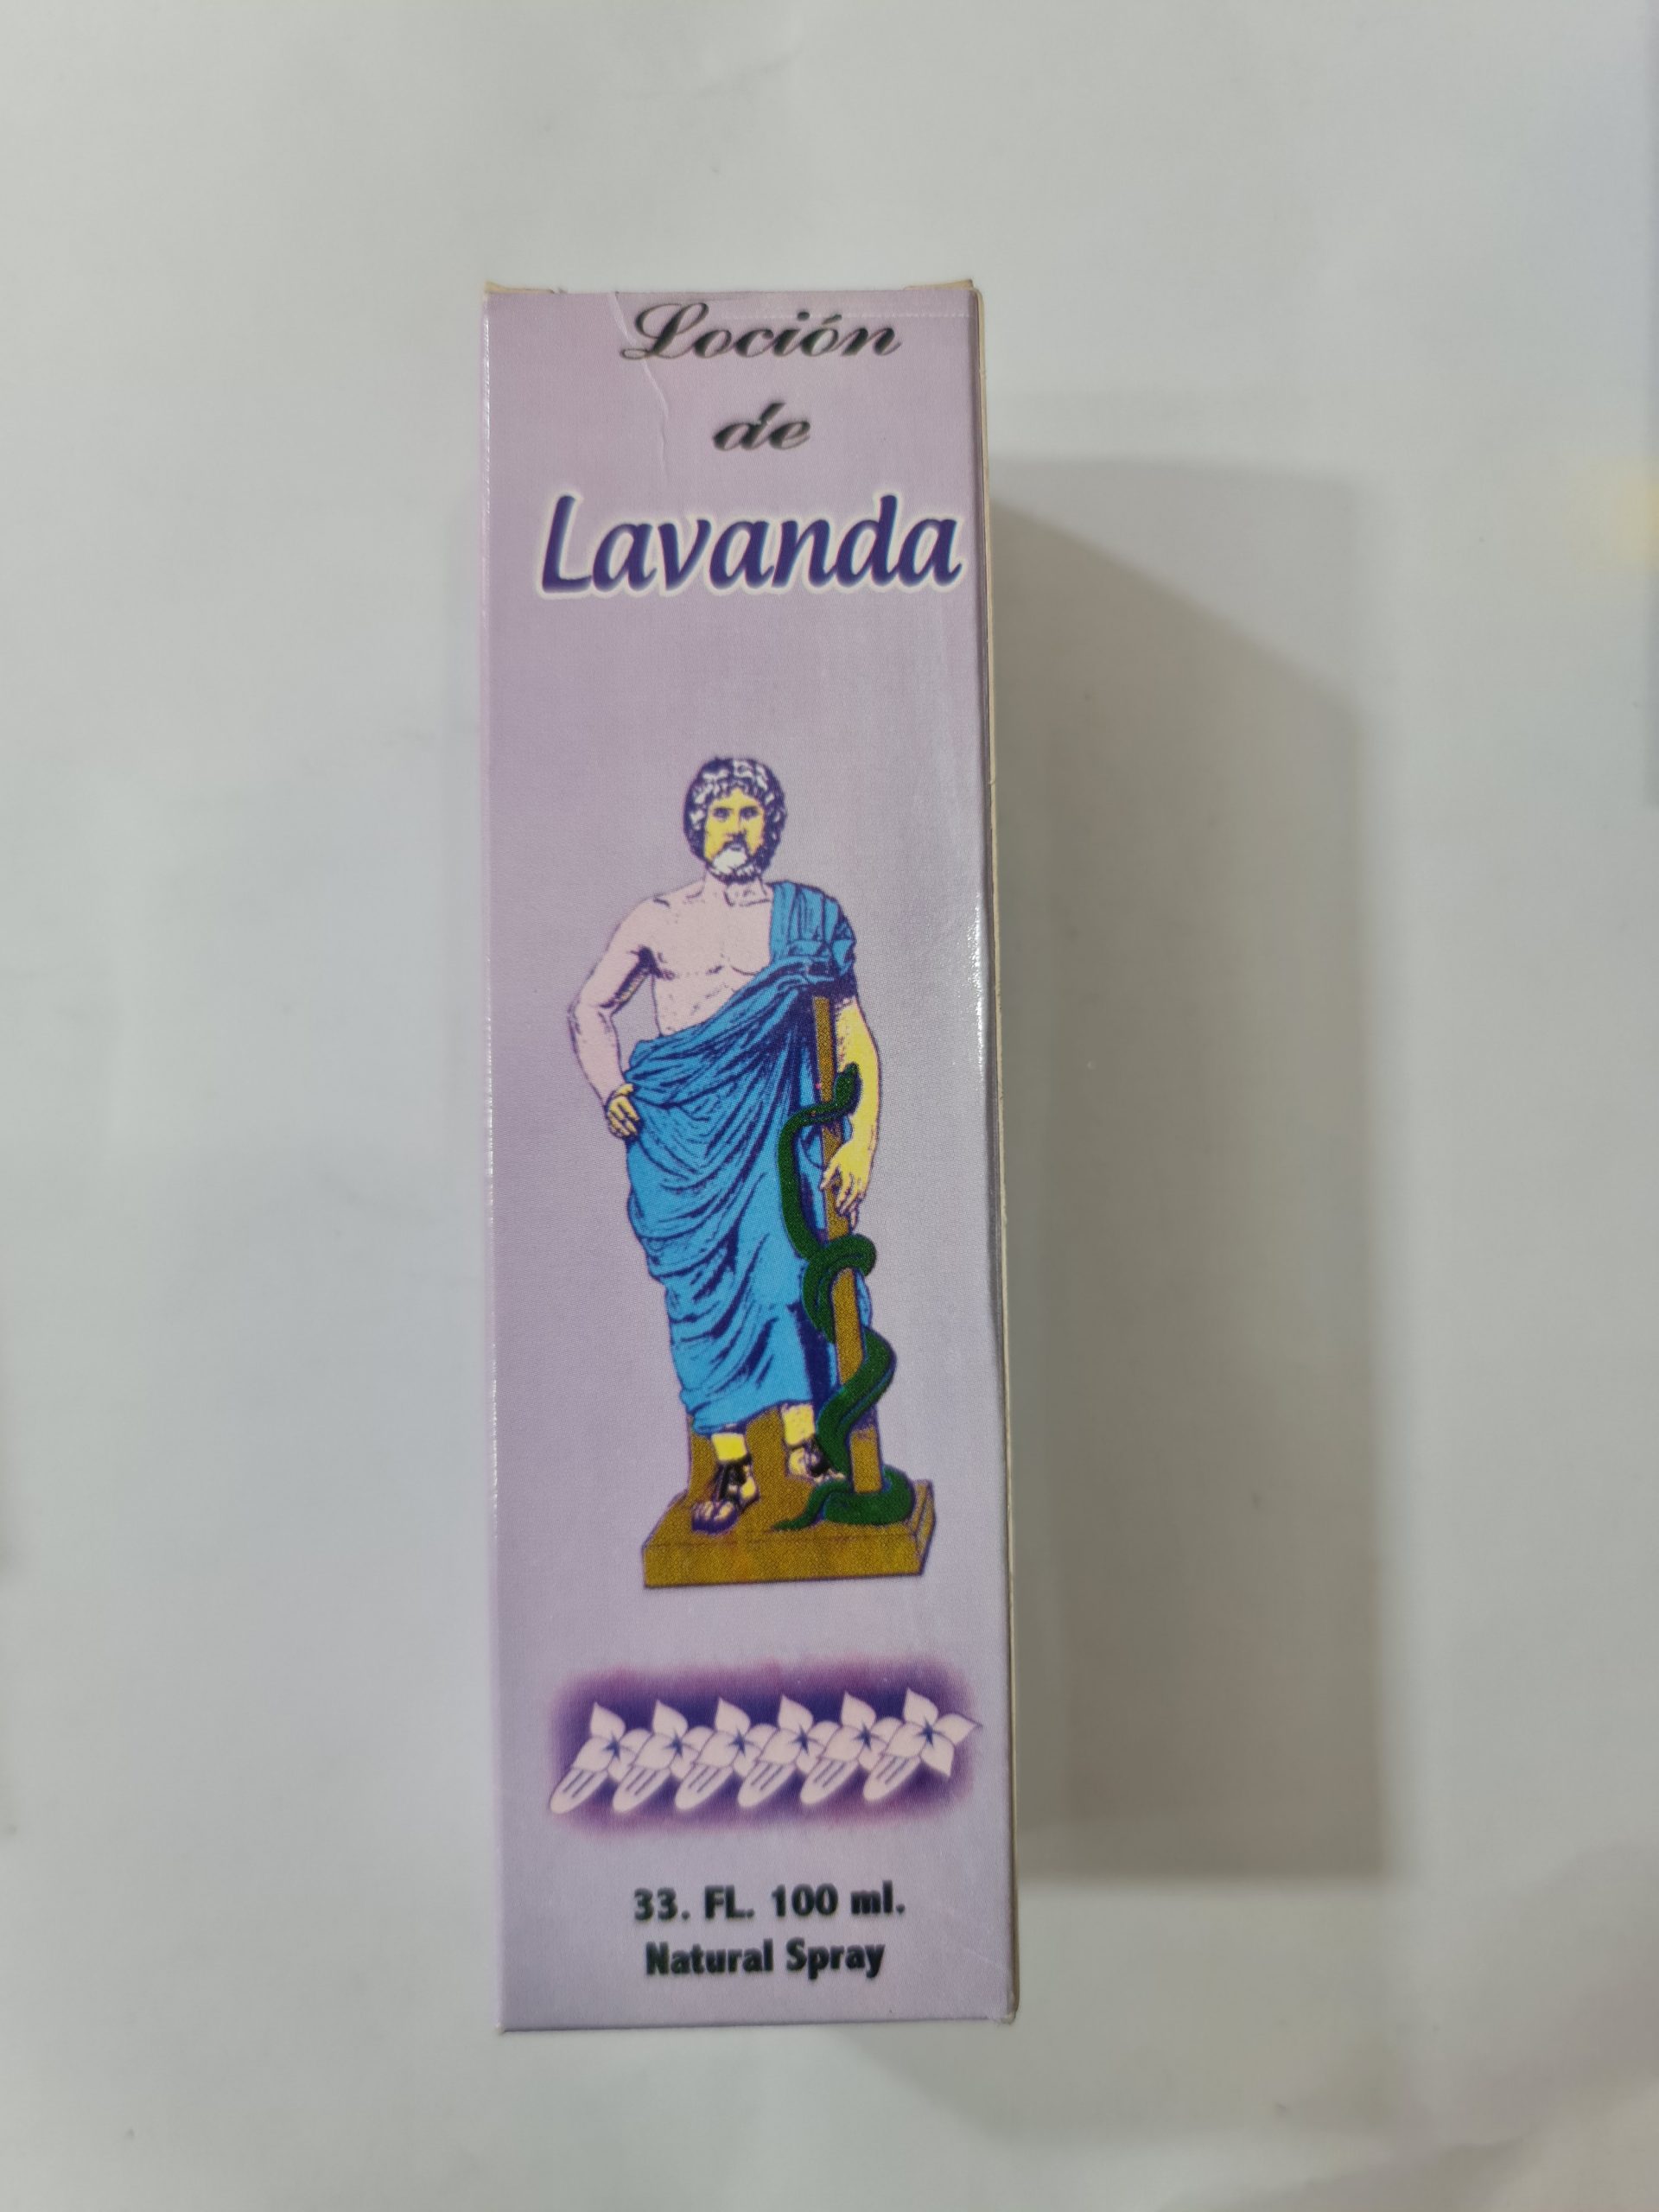 Loción
de
Lavanda
33. FL. 100 ml.
Natural Spray